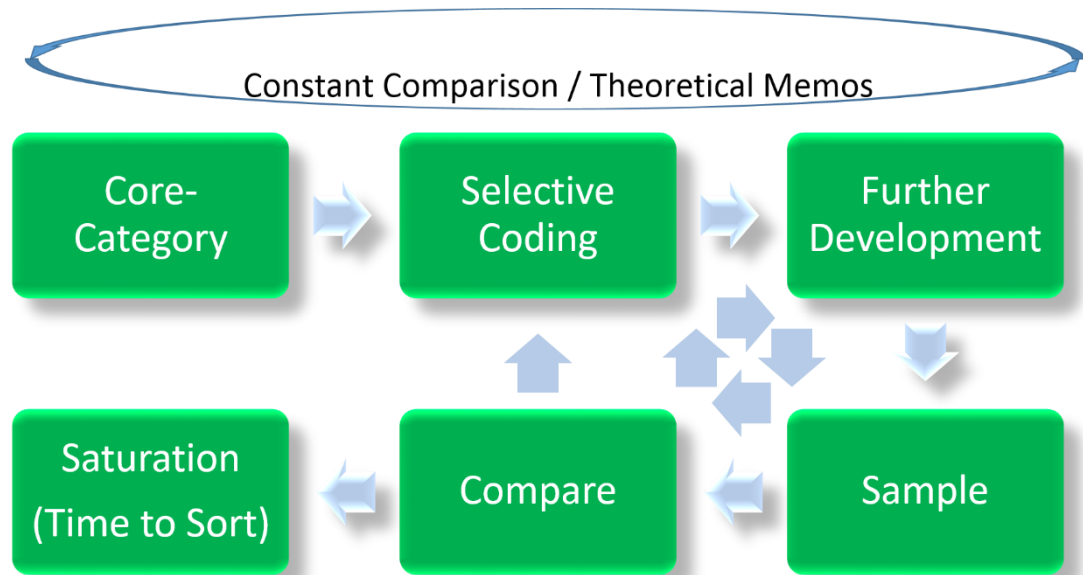 Constant Comparison / Theoretical Memos
Core-
Category
Selective
Coding
Further
Development
Saturation
(Time to Sort)
Compare
Sample